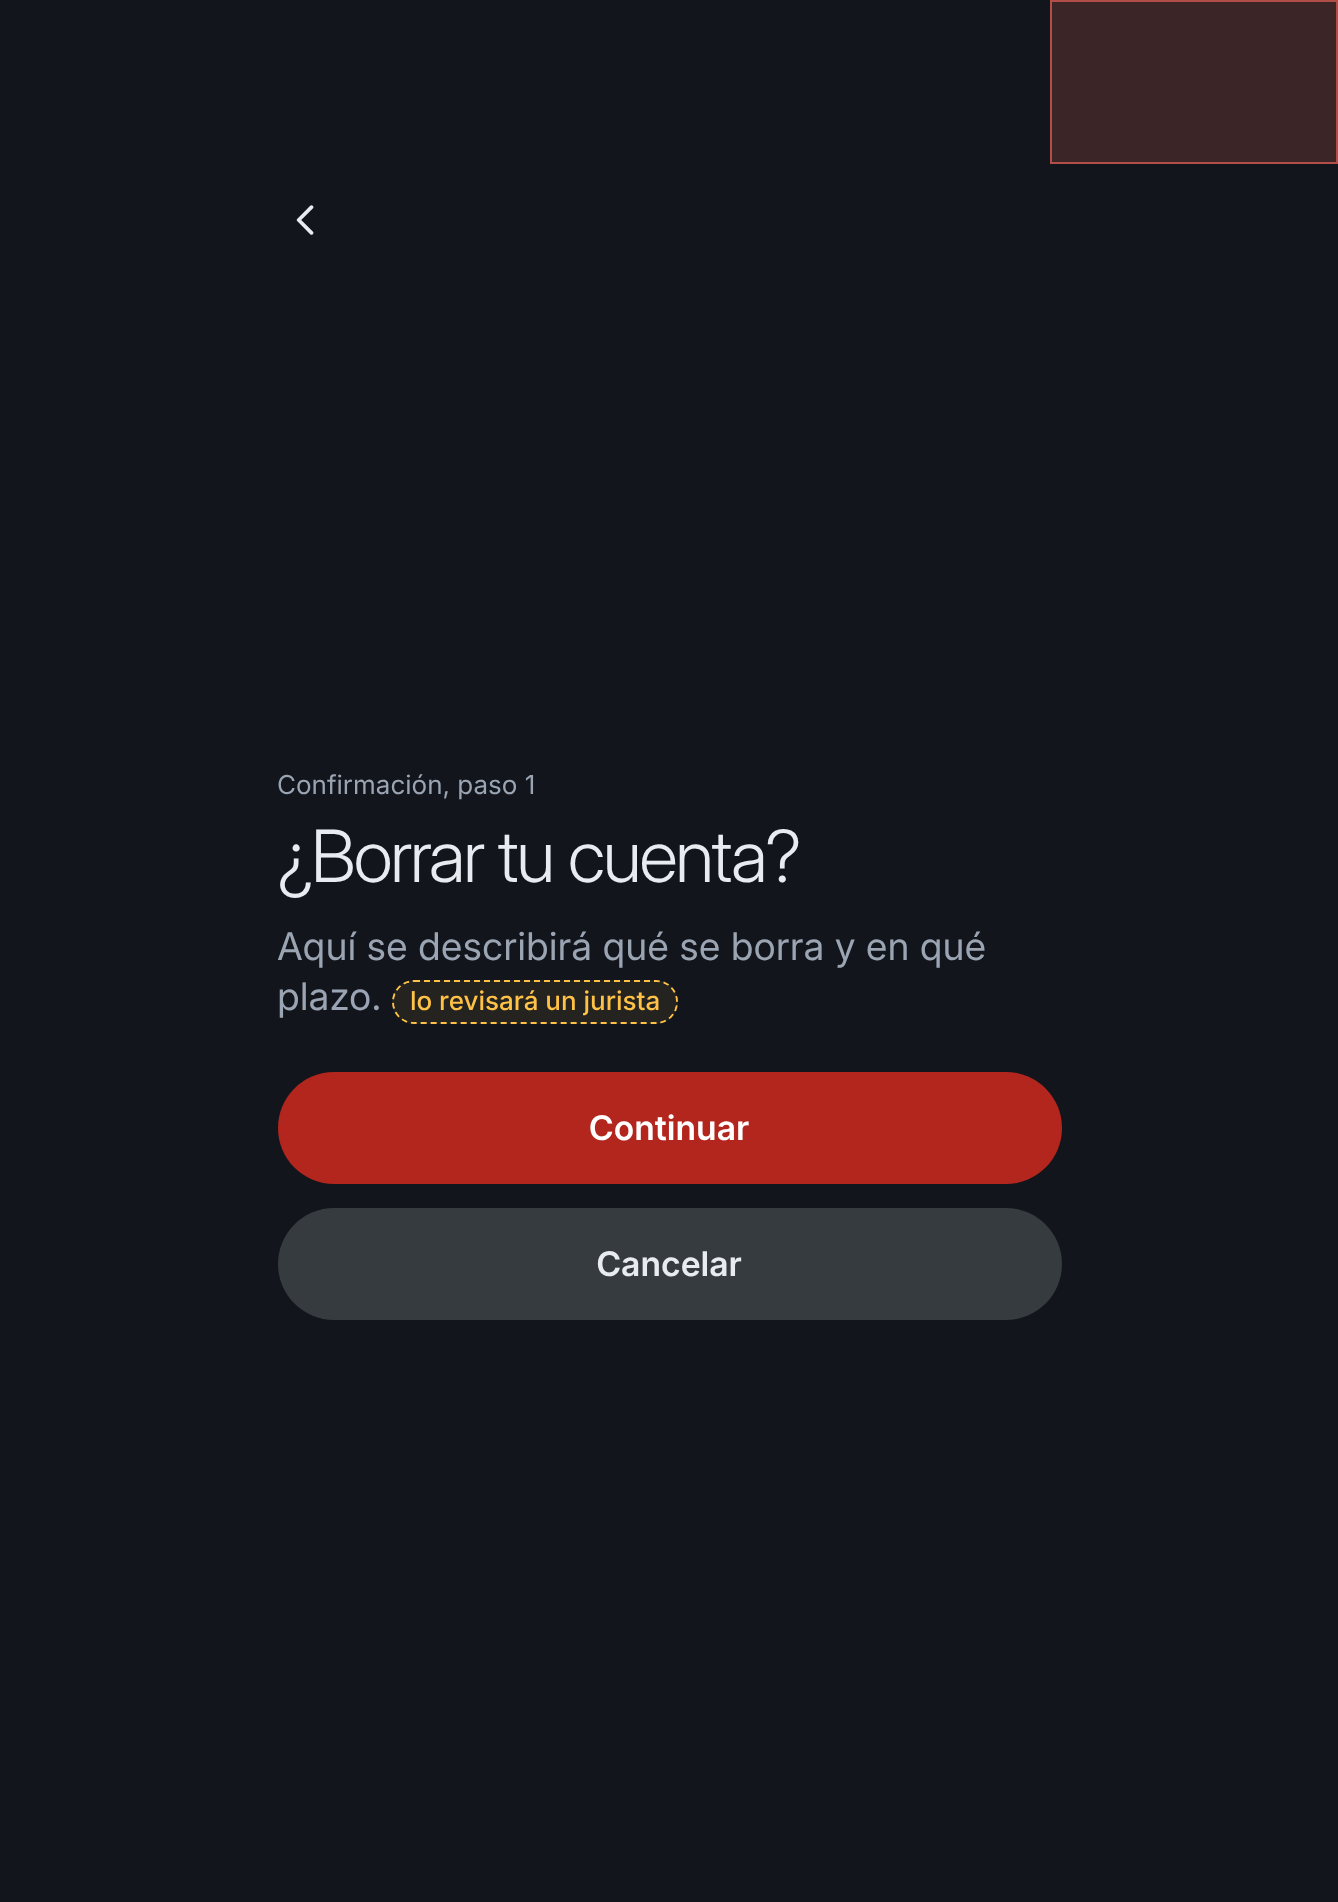 Confirmación, paso 1
¿Borrar tu cuenta?
Aquí se describirá qué se borra y en qué
plazo. lo revisará un jurista
Continuar
Cancelar